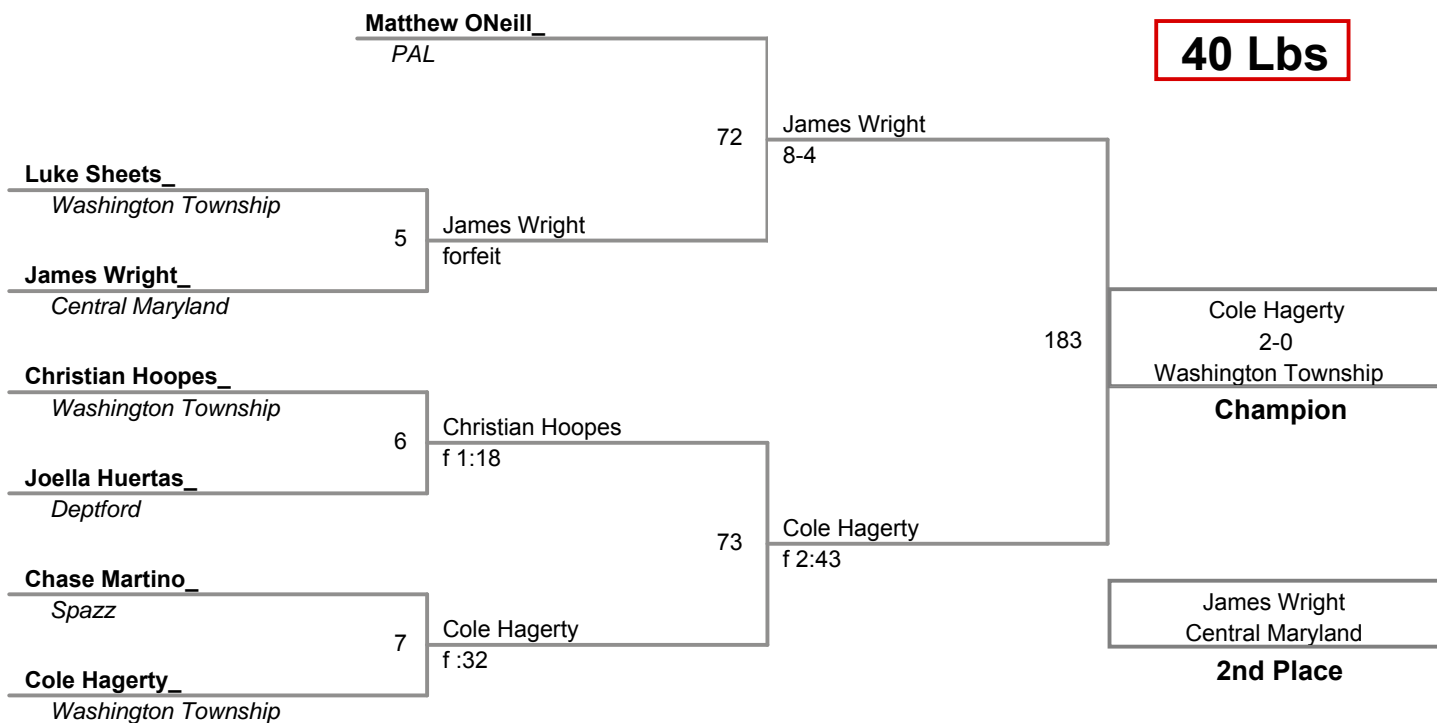 Matthew ONeill_
PAL
40 Lbs
72
James Wright
8-4
Luke Sheets_
Washington Township
5
James Wright
forfeit
James Wright_
Central Maryland
183
Cole Hagerty
2-0
Washington Township
Champion
Christian Hoopes_
Washington Township
6
Christian Hoopes
f 1:18
Joella Huertas_
Deptford
73
Cole Hagerty
f 2:43
Chase Martino_
Spazz
7
Cole Hagerty
f :32
Cole Hagerty_
Washington Township
James Wright
Central Maryland
2nd Place